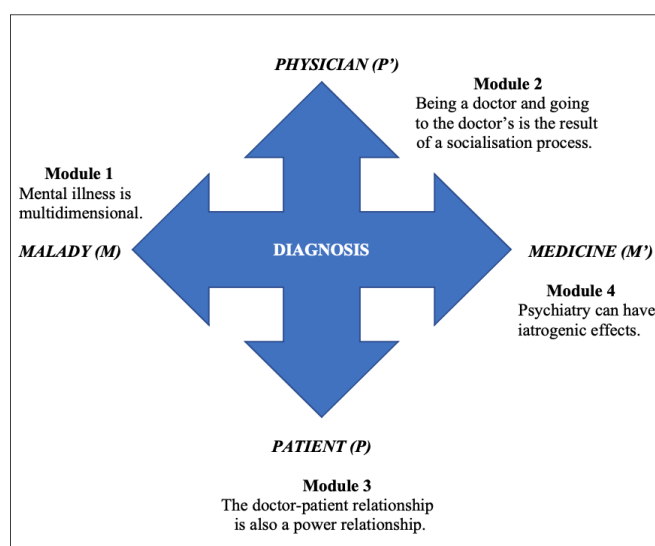 PHYSICIAN (P’)
Module 2
Being a doctor and going
to the doctor’s is the result
of a socialisation process.
Module 1
Mental illness is
multidimensional.
MALADY (M)
DIAGNOSIS
MEDICINE (M’)
Module 4
Psychiatry can have
iatrogenic effects.
PATIENT (P)
Module 3
The doctor-patient relationship
is also a power relationship.